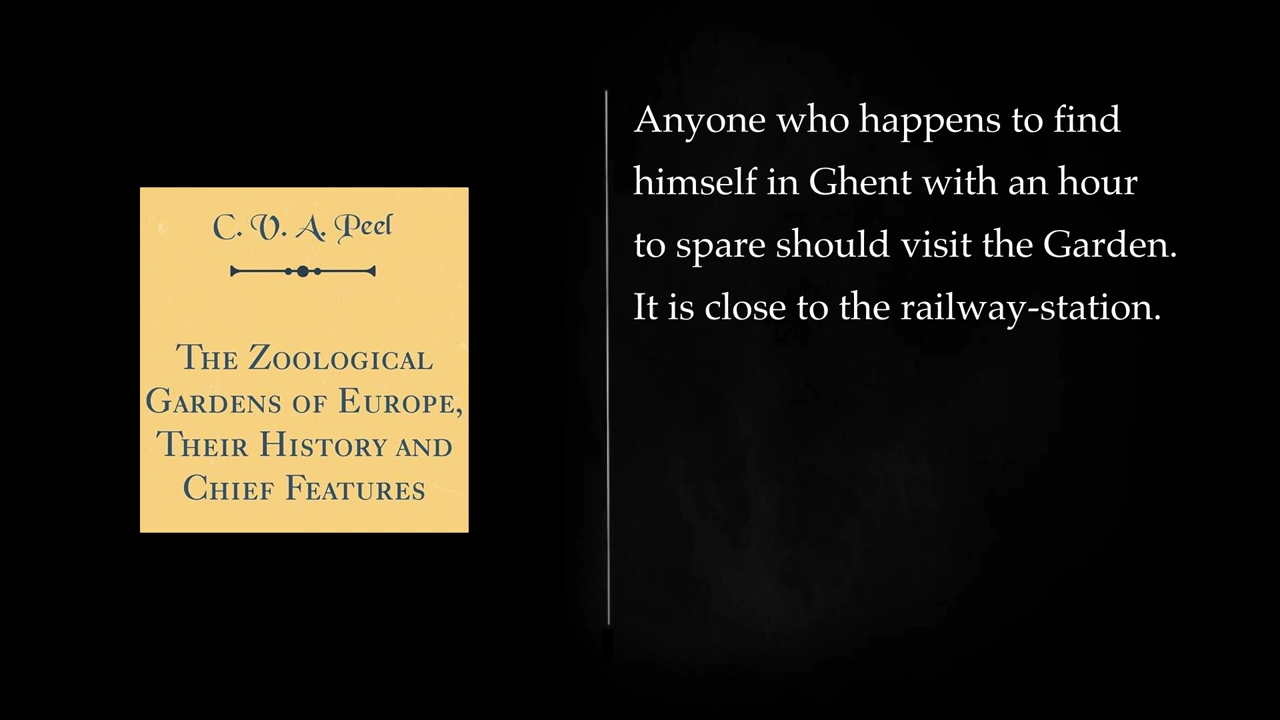 C. V. A. Peel
The Zoological
Gardens of Europe,
Their History and
Chief Features
Anyone who happens to find
himself in Ghent with an hour
to spare should visit the Garden.
It is close to the railway-station.